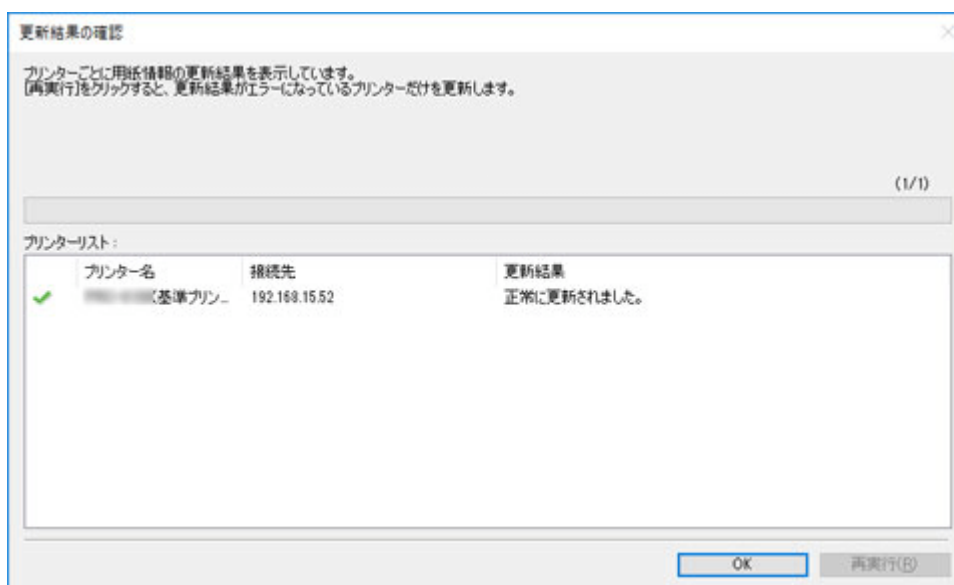 更新結果の確認
プリンターごとに用紙情報の更新結果を表示しています。
[再実行]をクリックすると、更新結果がエラーになっているプリンターだけを更新します。
(1/1)
プリンターリスト:
プリンター名 接続先 更新結果
(基準プリン... 192.168.15.52 正常に更新されました。
OK 再実行(R)